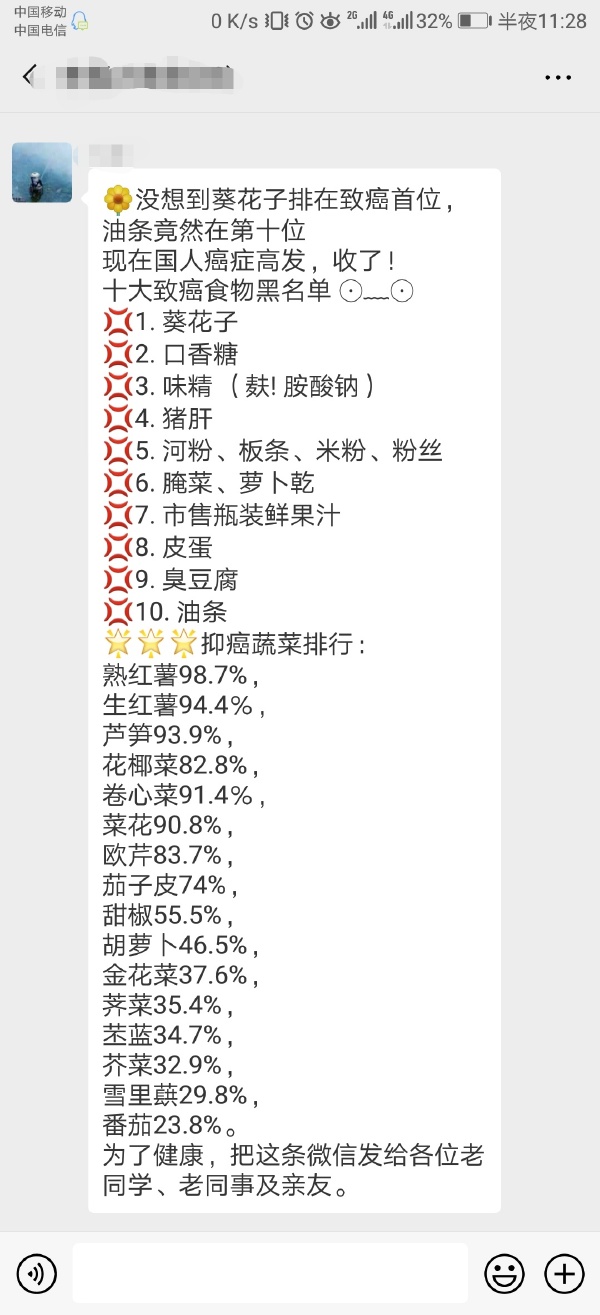 中国移动
中国电信
0 K/s 2G 4G 32% 半夜11:28
没想到葵花子排在致癌首位，
油条竟然在第十位
现在国人癌症高发，收了!
十大致癌食物黑名单 ⊙﹏⊙
1. 葵花子
2. 口香糖
3. 味精 （麸! 胺酸钠）
4. 猪肝
5. 河粉、板条、米粉、粉丝
6. 腌菜、萝卜乾
7. 市售瓶装鲜果汁
8. 皮蛋
9. 臭豆腐
10. 油条
抑癌蔬菜排行：
熟红薯98.7%，
生红薯94.4%，
芦笋93.9%，
花椰菜82.8%，
卷心菜91.4%，
菜花90.8%，
欧芹83.7%，
茄子皮74%，
甜椒55.5%，
胡萝卜46.5%，
金花菜37.6%，
荠菜35.4%，
苤蓝34.7%，
芥菜32.9%，
雪里蕻29.8%，
番茄23.8%。
为了健康，把这条微信发给各位老
同学、老同事及亲友。